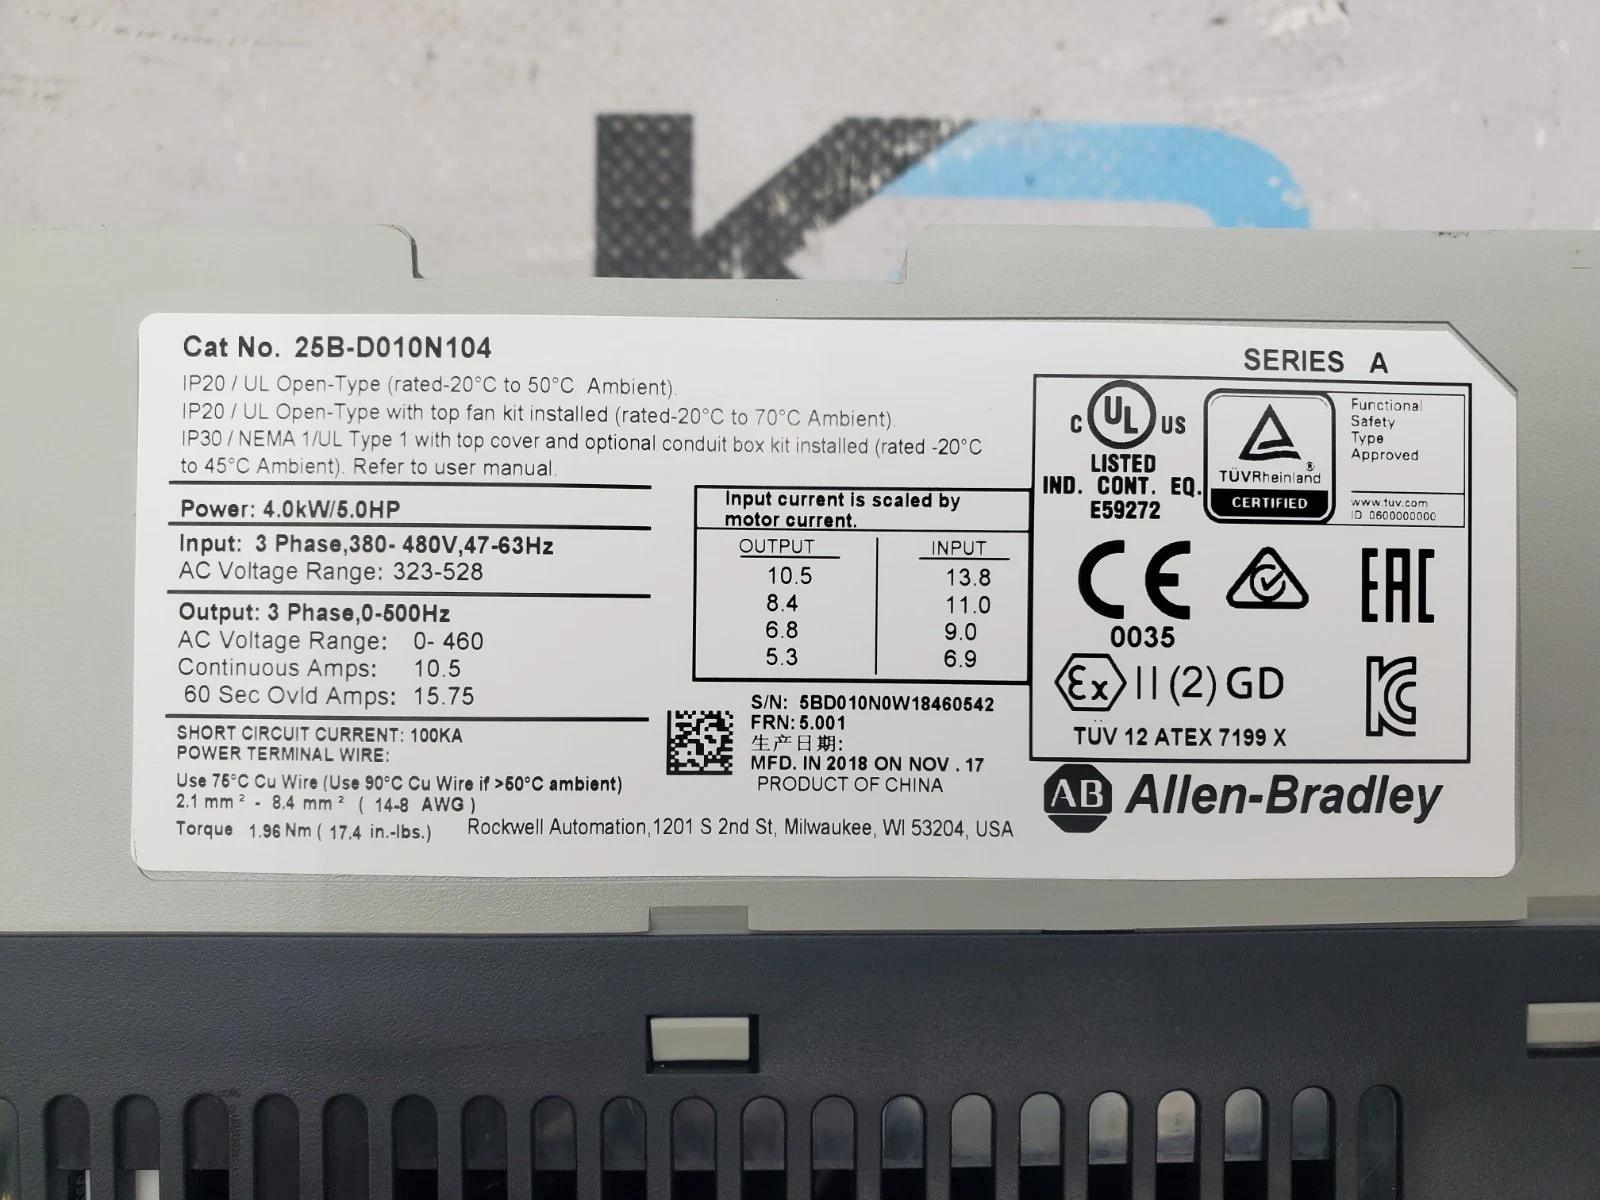 Cat No. 25B-D010N104
IP20 / UL Open-Type (rated-20°C to 50°C Ambient).
IP20 / UL Open-Type with top fan kit installed (rated-20°C to 70°C Ambient).
IP30 / NEMA 1/UL Type 1 with top cover and optional conduit box kit installed (rated -20°C
to 45°C Ambient). Refer to user manual.
Power: 4.0kW/5.0HP
Input: 3 Phase,380- 480V,47-63Hz
AC Voltage Range: 323-528
Output: 3 Phase,0-500Hz
AC Voltage Range: 0- 460
Continuous Amps: 10.5
60 Sec Ovld Amps: 15.75
SHORT CIRCUIT CURRENT: 100KA
POWER TERMINAL WIRE:
Use 75°C Cu Wire (Use 90°C Cu Wire if >50°C ambient)
2.1 mm² - 8.4 mm² ( 14-8 AWG )
Torque 1.96 Nm ( 17.4 in.-lbs.)
Rockwell Automation,1201 S 2nd St, Milwaukee, WI 53204, USA
Input current is scaled by
motor current.
OUTPUT INPUT
10.5 13.8
8.4 11.0
6.8 9.0
5.3 6.9
S/N: 5BD010N0W18460542
FRN: 5.001
生产日期:
MFD. IN 2018 ON NOV . 17
PRODUCT OF CHINA
SERIES A
C UL US
LISTED
IND. CONT. EQ.
E59272
TÜVRheinland ®
CERTIFIED
Functional
Safety
Type
Approved
www.tuv.com
ID 0600000000
CE
0035
EAC
Ex II (2) GD
KC
TÜV 12 ATEX 7199 X
AB Allen-Bradley